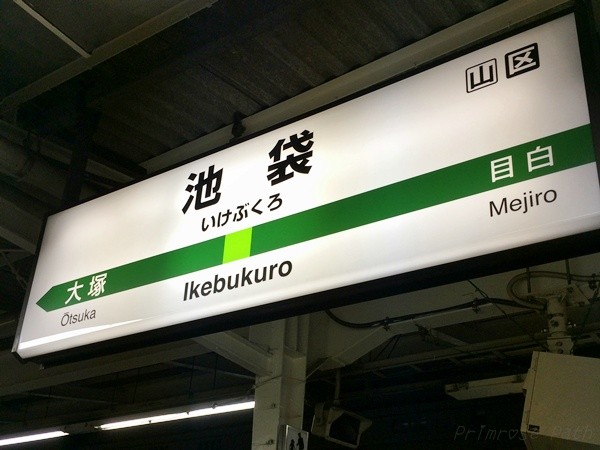 山 区
池袋
いけぶくろ
目白
Mejiro
大塚
Ōtsuka
Ikebukuro
Primrose Path